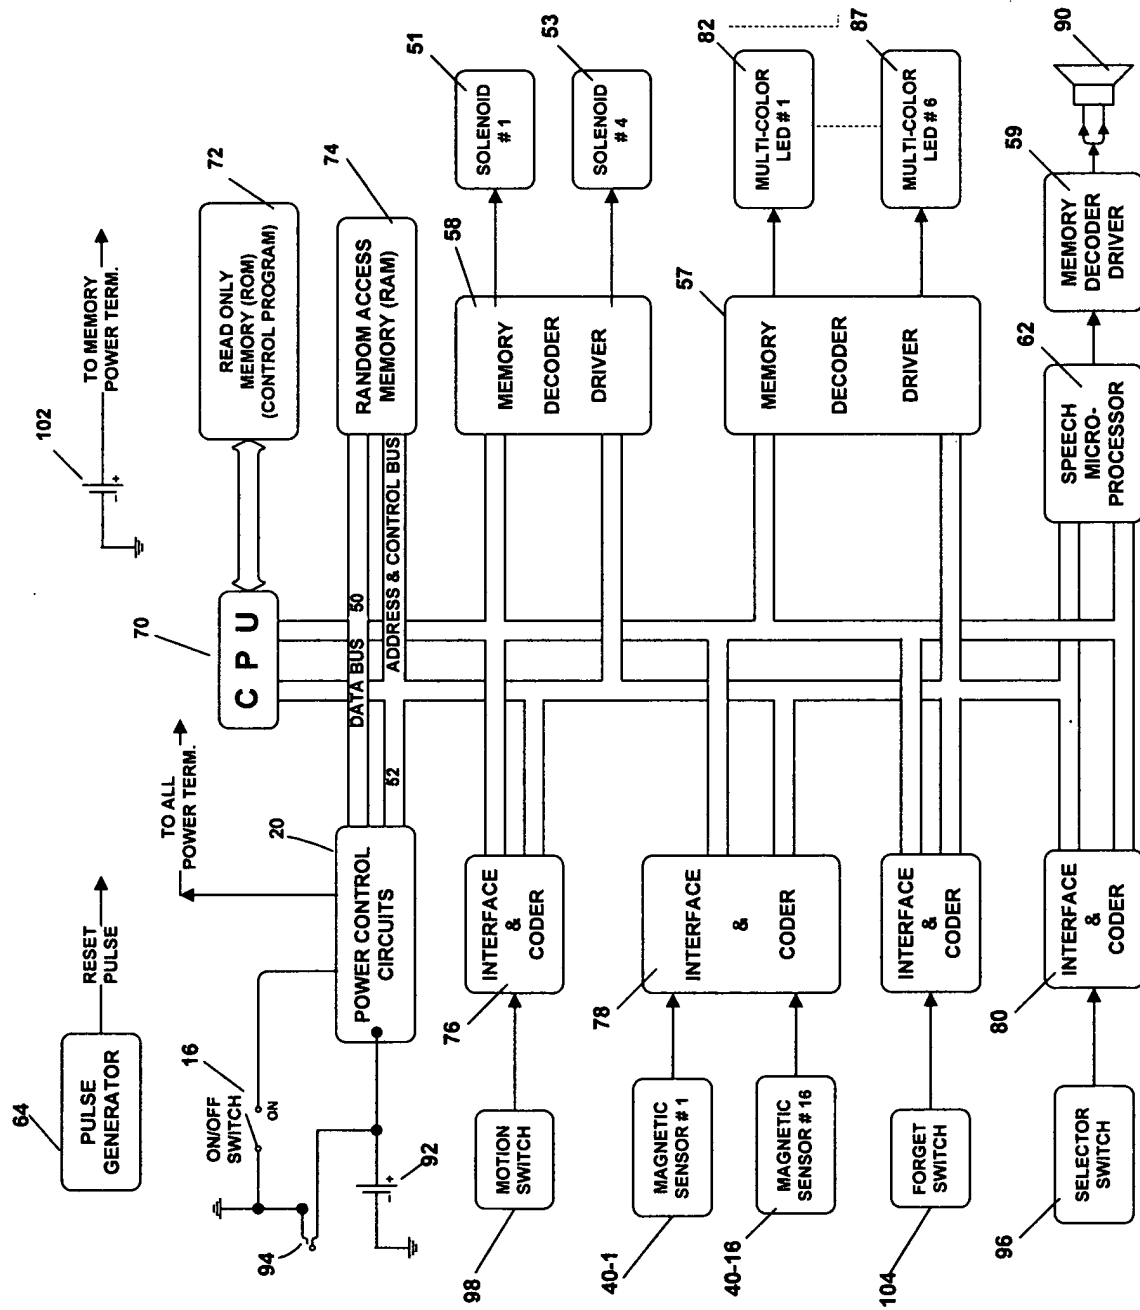 64
PULSE
GENERATOR
RESET
PULSE
TO ALL
POWER TERM.
102
TO MEMORY
POWER TERM.
16
ON/OFF
SWITCH
ON
94
92
- +
- +
20
POWER CONTROL
CIRCUITS
70
C P U
72
READ ONLY
MEMORY (ROM)
(CONTROL PROGRAM)
74
RANDOM ACCESS
MEMORY (RAM)
DATA BUS
50
52
ADDRESS & CONTROL BUS
98
MOTION
SWITCH
76
INTERFACE
&
CODER
58
MEMORY
DECODER
DRIVER
51
SOLENOID
# 1
53
SOLENOID
# 4
40-1
MAGNETIC
SENSOR # 1
40-16
MAGNETIC
SENSOR # 16
78
INTERFACE
&
CODER
57
MEMORY
DECODER
DRIVER
82
MULTI-COLOR
LED # 1
87
MULTI-COLOR
LED # 6
104
FORGET
SWITCH
INTERFACE
&
CODER
96
SELECTOR
SWITCH
80
INTERFACE
&
CODER
62
SPEECH
MICRO-
PROCESSOR
59
MEMORY
DECODER
DRIVER
90